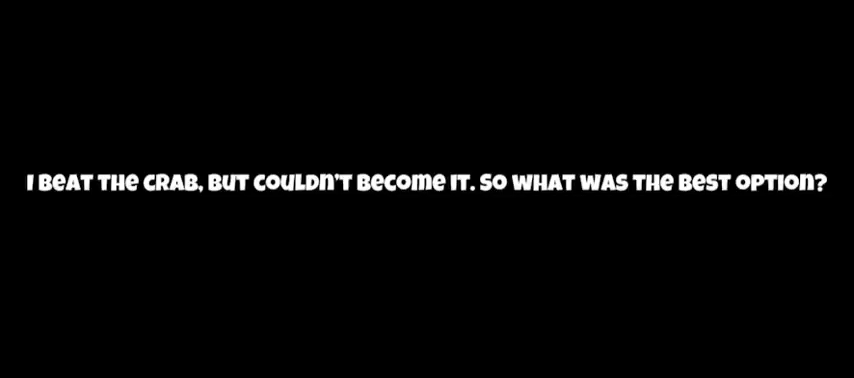 I beat the crab, but couldn't become it. So what was the best option?